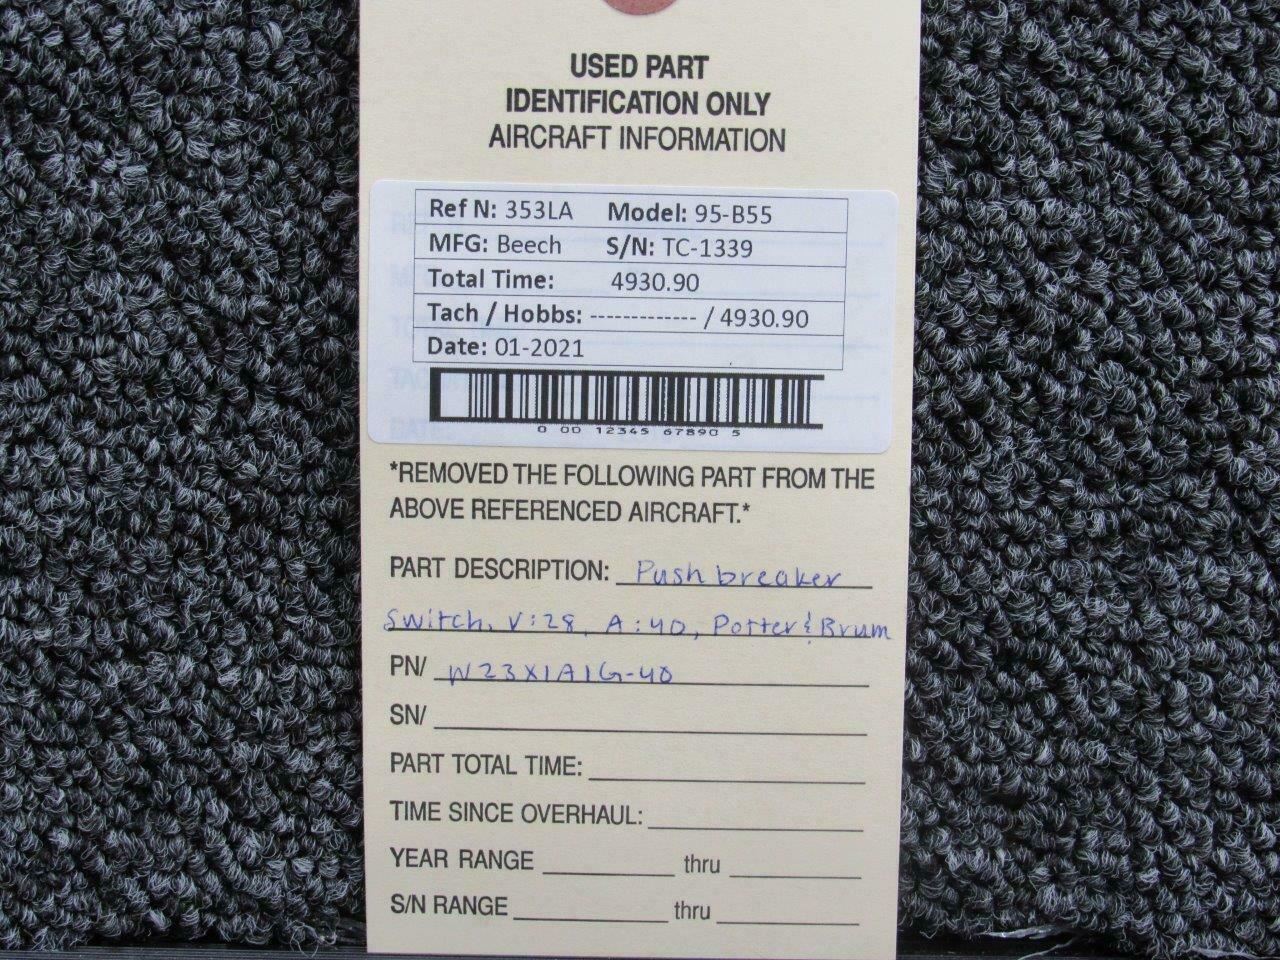 USED PART
IDENTIFICATION ONLY
AIRCRAFT INFORMATION
Ref N: 353LA Model: 95-B55
MFG: Beech S/N: TC-1339
Total Time: 4930.90
Tach / Hobbs: ------------- / 4930.90
Date: 01-2021
0 00 12345 67890 5
*REMOVED THE FOLLOWING PART FROM THE
ABOVE REFERENCED AIRCRAFT.*
PART DESCRIPTION: Push breaker
Switch, V:28, A:40, Potter & Brum
PN/ W23X1A1G-40
SN/
PART TOTAL TIME:
TIME SINCE OVERHAUL:
YEAR RANGE thru
S/N RANGE thru